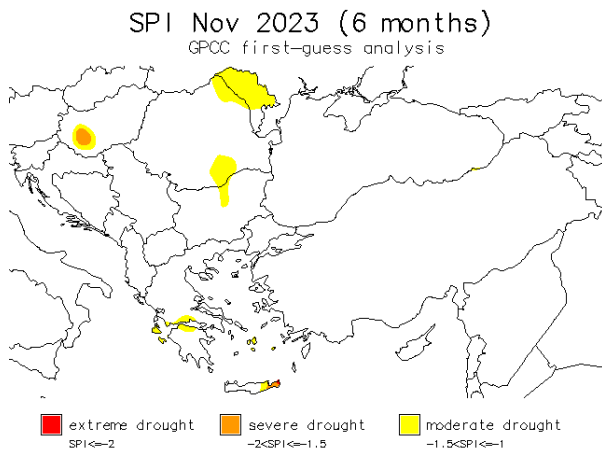 SPI Nov 2023 (6 months)
GPCC first-guess analysis
extreme drought
severe drought
moderate drought
SPI<=-2
-2<SPI<=-1.5
-1.5<SPI<=-1